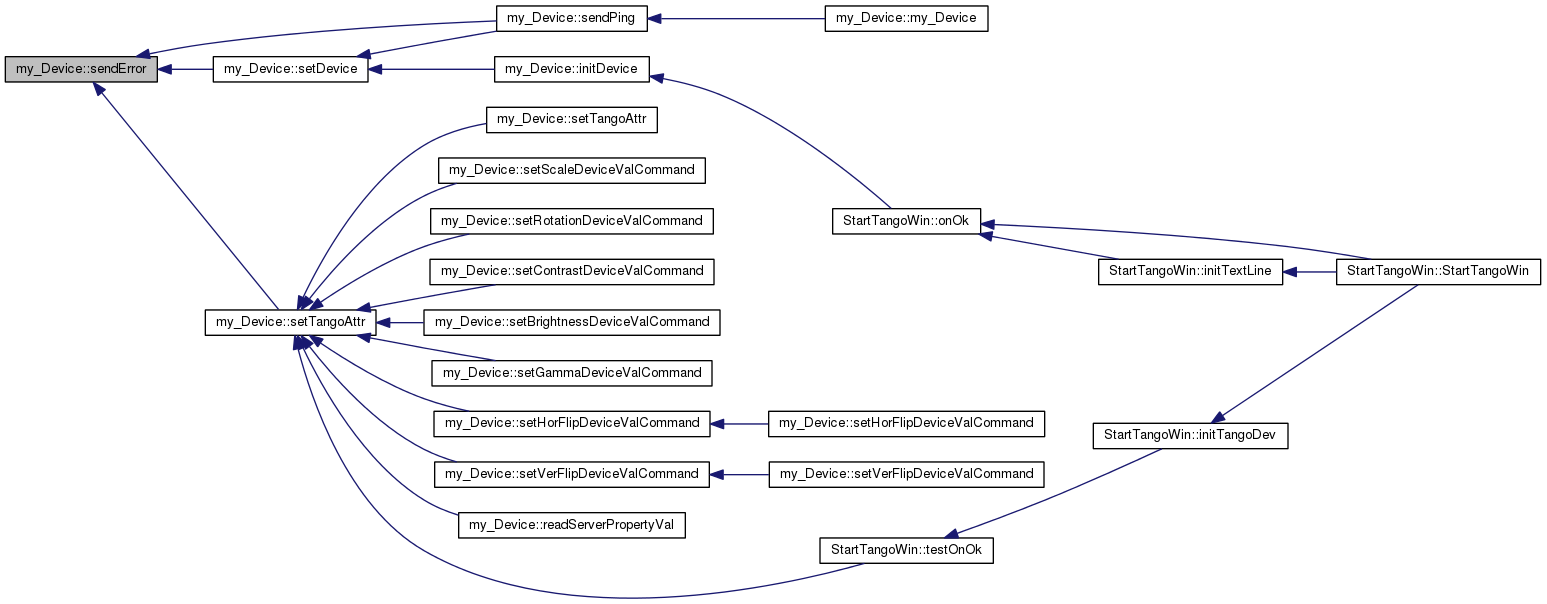 my_Device::sendPing
my_Device::my_Device
my_Device::sendError
my_Device::setDevice
my_Device::initDevice
my_Device::setTangoAttr
my_Device::setScaleDeviceValCommand
my_Device::setRotationDeviceValCommand
StartTangoWin::onOk
my_Device::setContrastDeviceValCommand
StartTangoWin::initTextLine
StartTangoWin::StartTangoWin
my_Device::setTangoAttr
my_Device::setBrightnessDeviceValCommand
my_Device::setGammaDeviceValCommand
my_Device::setHorFlipDeviceValCommand
my_Device::setHorFlipDeviceValCommand
StartTangoWin::initTangoDev
my_Device::setVerFlipDeviceValCommand
my_Device::setVerFlipDeviceValCommand
my_Device::readServerPropertyVal
StartTangoWin::testOnOk